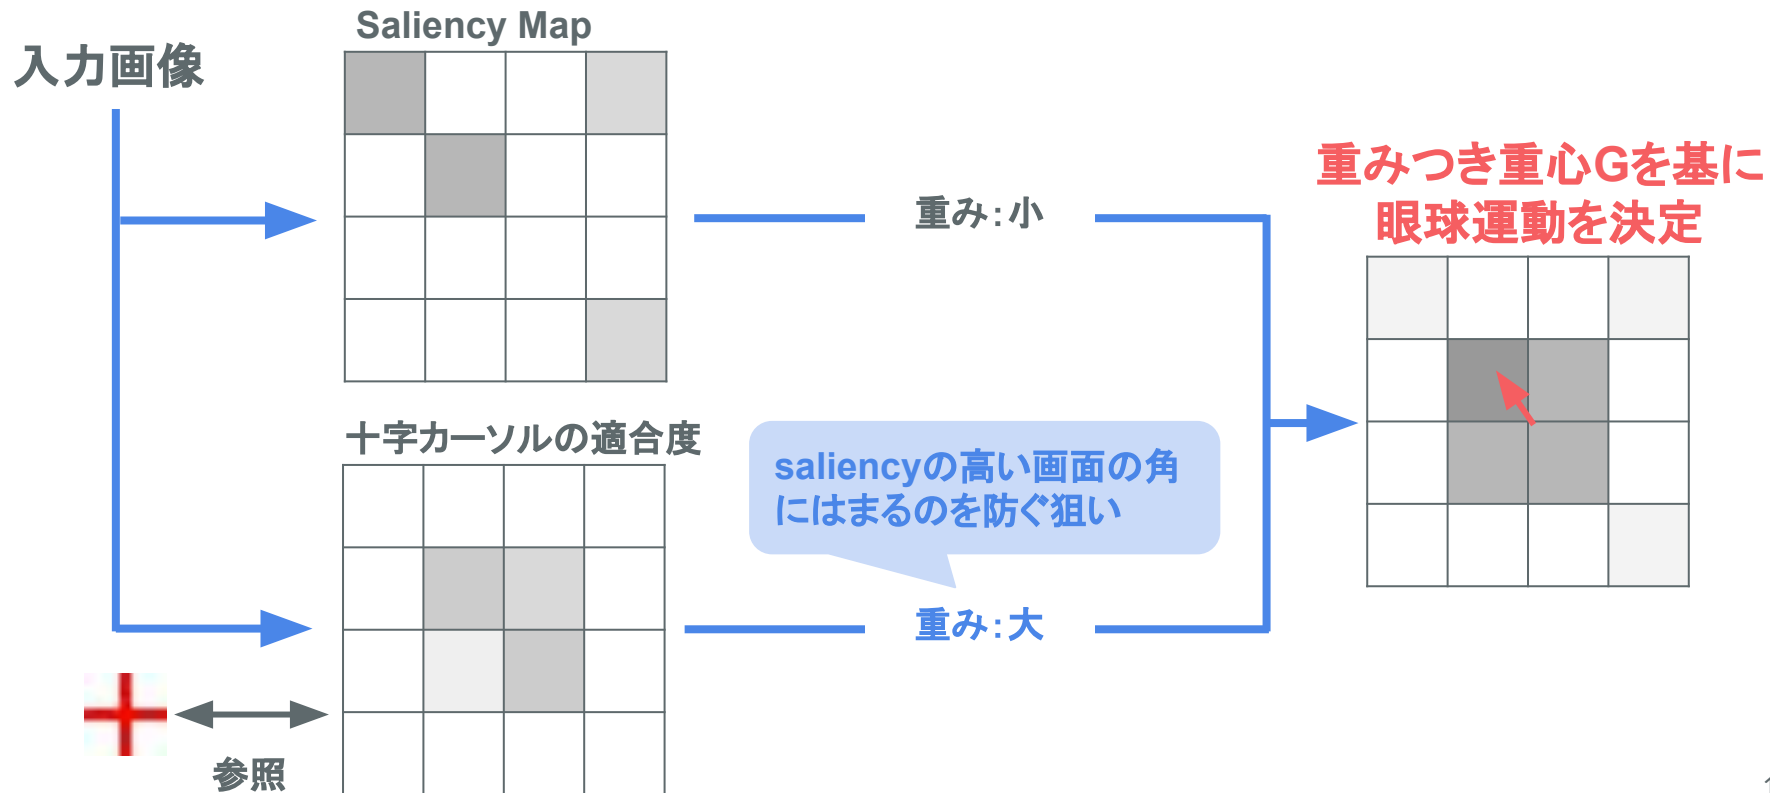 Saliency Map
入力画像
重み：小
重みつき重心Gを基に
眼球運動を決定
十字カーソルの適合度
saliencyの高い画面の角
にはまるのを防ぐ狙い
重み：大
参照